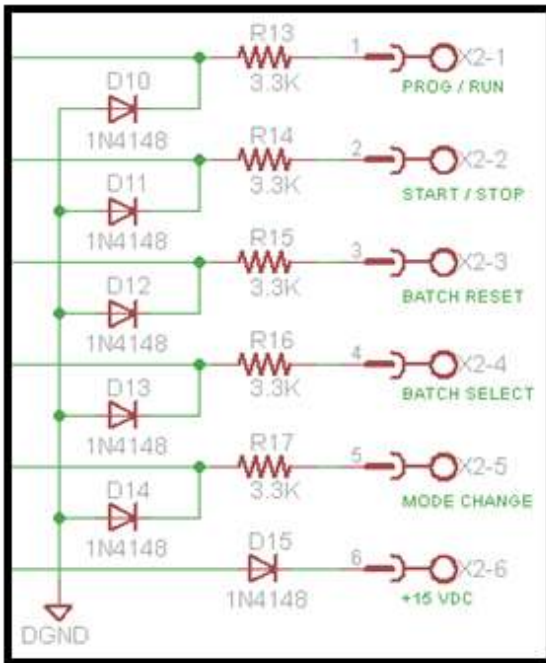 R13
1
X2-1
D10
3.3K
PROG / RUN
1N4148
R14
2
X2-2
D11
3.3K
START / STOP
1N4148
R15
3
X2-3
D12
3.3K
BATCH RESET
1N4148
R16
4
X2-4
D13
3.3K
BATCH SELECT
1N4148
R17
5
X2-5
D14
3.3K
MODE CHANGE
1N4148
D15
6
X2-6
1N4148
+15 VDC
DGND